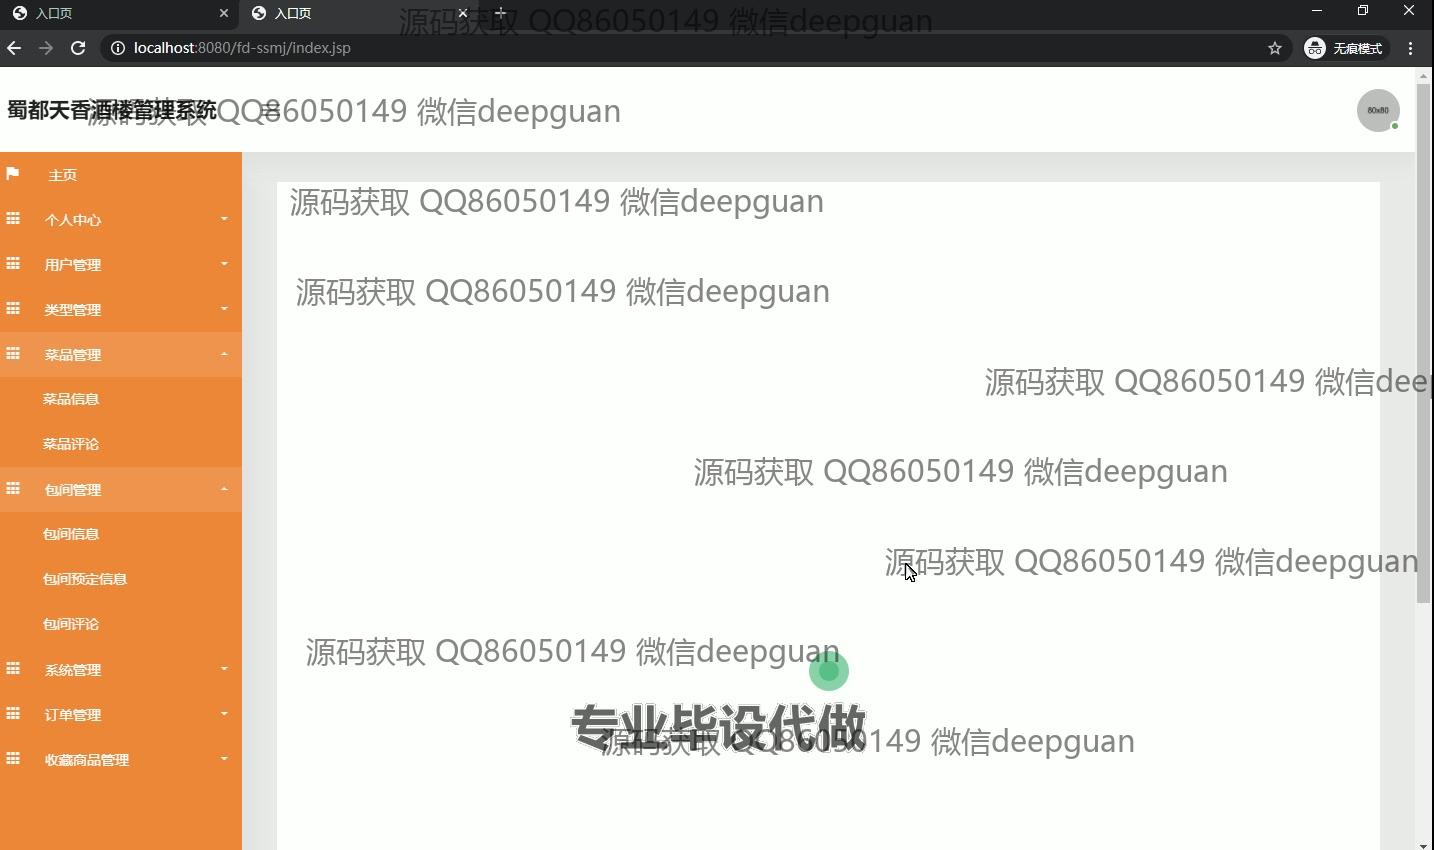 入口页
入口页
源码获取 QQ86050149 微信deepguan
localhost:8080/fd-ssmj/index.jsp
无痕模式
蜀都天香酒楼管理系统
源码获取 QQ86050149 微信deepguan
80x80
主页
源码获取 QQ86050149 微信deepguan
个人中心
用户管理
源码获取 QQ86050149 微信deepguan
类型管理
菜品管理
源码获取 QQ86050149 微信dee
菜品信息
菜品评论
源码获取 QQ86050149 微信deepguan
包间管理
包间信息
源码获取 QQ86050149 微信deepguan
包间预定信息
包间评论
源码获取 QQ86050149 微信deepguan
系统管理
订单管理
专业毕设代做
源码获取 QQ86050149 微信deepguan
收藏商品管理